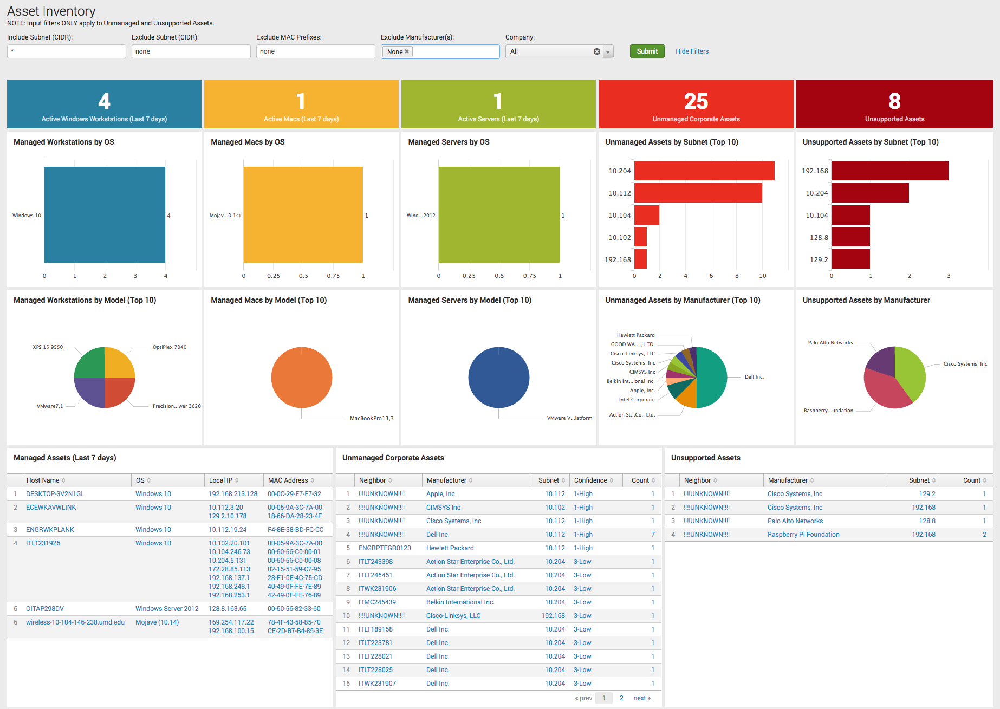 Asset Inventory
NOTE: Input filters ONLY apply to Unmanaged and Unsupported Assets.
Include Subnet (CIDR): Exclude Subnet (CIDR): Exclude MAC Prefixes: Exclude Manufacturer(s): Company:
* none none None × All Submit Hide Filters
4 1 1 25 8
Active Windows Workstations (Last 7 days) Active Macs (Last 7 days) Active Servers (Last 7 days) Unmanaged Corporate Assets Unsupported Assets
Managed Workstations by OS
Windows 10 4
0 1 2 3 4
Managed Macs by OS
Mojav...0.14) 1
0 0.25 0.5 0.75 1
Managed Servers by OS
Wind...2012 1
0 0.25 0.5 0.75 1
Unmanaged Assets by Subnet (Top 10)
10.204
10.112
10.104
10.102
192.168
0 2 4 6 8 10
Unsupported Assets by Subnet (Top 10)
192.168
10.204
10.104
128.8
129.2
0 1 2 3
Managed Workstations by Model (Top 10)
XPS 15 9550 OptiPlex 7040
VMware7,1 Precision...wer 3620
Managed Macs by Model (Top 10)
MacBookPro13,3
Managed Servers by Model (Top 10)
VMware V...latform
Unmanaged Assets by Manufacturer (Top 10)
Hewlett Packard
GOOD WA...., LTD.
Cisco-Linksys, LLC
Cisco Systems, Inc
CIMSYS Inc
Belkin Int...ional Inc.
Apple, Inc.
Intel Corporate
Action St...Co., Ltd.
Dell Inc.
Unsupported Assets by Manufacturer
Palo Alto Networks
Cisco Systems, Inc
Raspberry...undation
Managed Assets (Last 7 days)
Host Name OS Local IP MAC Address
1 DESKTOP-3V2N1GL Windows 10 192.168.213.128 00-0C-29-E7-F7-32
2 ECEWKAVWLINK Windows 10 10.112.3.20 00-05-9A-3C-7A-00
129.2.10.178 18-66-DA-28-23-4F
3 ENGRWKPLANK Windows 10 10.112.19.24 F4-8E-38-BD-FC-CC
4 ITLT231926 Windows 10 10.102.20.101 00-05-9A-3C-7A-00
10.104.246.73 00-50-56-C0-00-01
10.204.5.131 00-50-56-C0-00-08
172.28.85.113 02-15-51-59-C7-95
192.168.137.1 28-F1-0E-4C-75-CD
192.168.248.1 40-49-0F-FE-7E-89
192.168.253.1 42-49-0F-FE-76-89
5 OITAP298DV Windows Server 2012 128.8.163.65 00-50-56-82-33-60
6 wireless-10-104-146-238.umd.edu Mojave (10.14) 169.254.117.22 78-4F-43-58-85-70
192.168.100.15 CE-2D-B7-B4-85-3E
Unmanaged Corporate Assets
Neighbor Manufacturer Subnet Confidence Count
1 !!!!UNKNOWN!!!! Apple, Inc. 10.112 1-High 1
2 !!!!UNKNOWN!!!! CIMSYS Inc 10.102 1-High 1
3 !!!!UNKNOWN!!!! Cisco Systems, Inc 10.112 1-High 1
4 !!!!UNKNOWN!!!! Dell Inc. 10.112 1-High 7
5 ENGRPTEGR0123 Hewlett Packard 10.112 1-High 1
6 ITLT243398 Action Star Enterprise Co., Ltd. 10.204 3-Low 1
7 ITLT245451 Action Star Enterprise Co., Ltd. 10.204 3-Low 1
8 ITWK231906 Action Star Enterprise Co., Ltd. 10.204 3-Low 1
9 ITMC245439 Belkin International Inc. 10.204 3-Low 1
10 !!!!UNKNOWN!!!! Cisco-Linksys, LLC 192.168 3-Low 1
11 ITLT189158 Dell Inc. 10.204 3-Low 1
12 ITLT223781 Dell Inc. 10.204 3-Low 1
13 ITLT228021 Dell Inc. 10.204 3-Low 1
14 ITLT228025 Dell Inc. 10.204 3-Low 1
15 ITWK231907 Dell Inc. 10.204 3-Low 1
« prev 1 2 next »
Unsupported Assets
Neighbor Manufacturer Subnet Count
1 !!!!UNKNOWN!!!! Cisco Systems, Inc 129.2 1
2 !!!!UNKNOWN!!!! Cisco Systems, Inc 192.168 1
3 !!!!UNKNOWN!!!! Palo Alto Networks 128.8 1
4 !!!!UNKNOWN!!!! Raspberry Pi Foundation 192.168 2